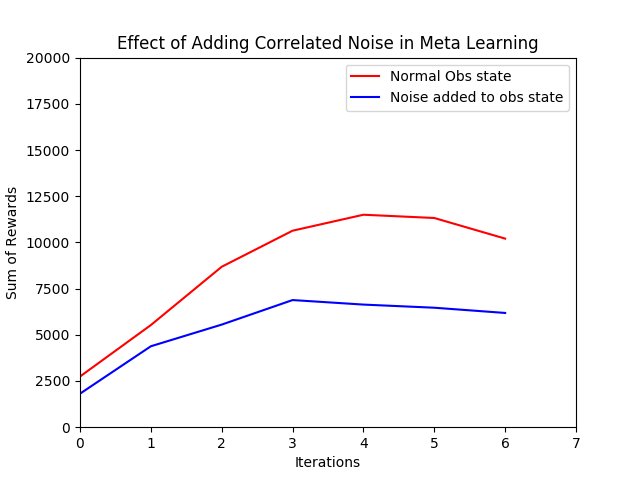 Effect of Adding Correlated Noise in Meta Learning
Normal Obs state
Noise added to obs state
Sum of Rewards
20000
17500
15000
12500
10000
7500
5000
2500
0
0 1 2 3 4 5 6 7
Iterations